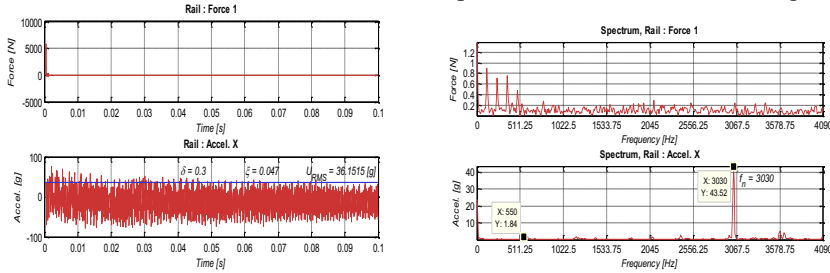 Rail : Force 1
Force [N]
10000
5000
0
-5000
0 0.01 0.02 0.03 0.04 0.05 0.06 0.07 0.08 0.09 0.1
Time [s]
Rail : Accel. X
Accel. [g]
100
0
-100
δ = 0.3 ξ = 0.047 U_RMS = 36.1515 [g]
0 0.01 0.02 0.03 0.04 0.05 0.06 0.07 0.08 0.09 0.1
Time [s]
Spectrum, Rail : Force 1
Force [N]
1.2
1
0.8
0.6
0.4
0.2
0 511.25 1022.5 1533.75 2045 2556.25 3067.5 3578.75 4090
Frequency [Hz]
Spectrum, Rail : Accel. X
Accel. [g]
40
30
20
10
X: 550
Y: 1.84
X: 3030
Y: 43.52
f_n = 3030
0 511.25 1022.5 1533.75 2045 2556.25 3067.5 3578.75 4090
Frequency [Hz]